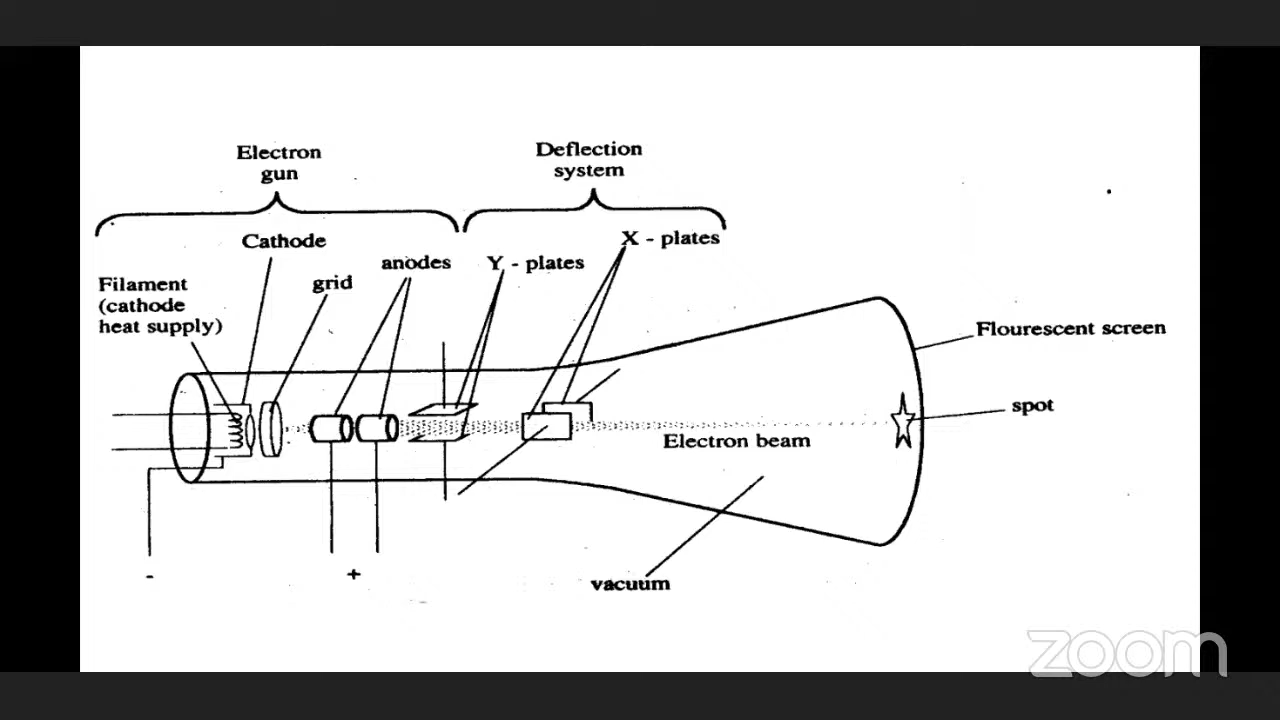 Electron
gun
Deflection
system
Cathode
X - plates
anodes
Y - plates
Filament
(cathode
heat supply)
grid
Flourescent screen
spot
Electron beam
vacuum
-
+
zoom